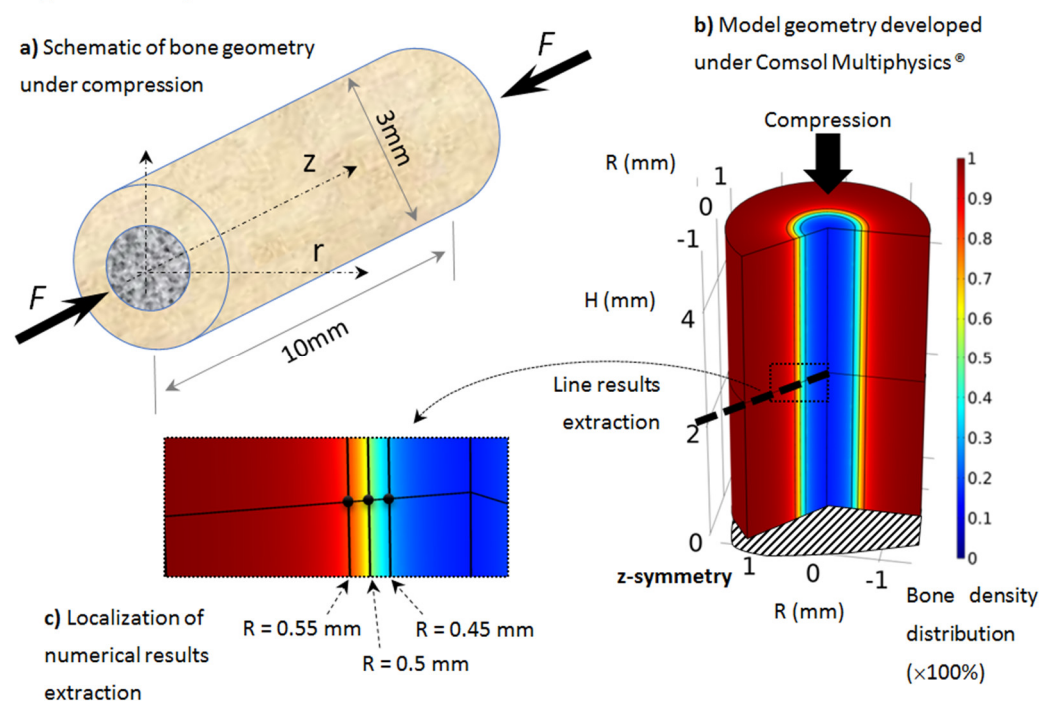 a) Schematic of bone geometry
under compression
F
3mm
z
r
F
10mm
b) Model geometry developed
under Comsol Multiphysics®
Compression
R (mm)
1
0
-1
H (mm)
4
2
0
z-symmetry
1
0
-1
R (mm)
1
0.9
0.8
0.7
0.6
0.5
0.4
0.3
0.2
0.1
0
Bone density
distribution
(×100%)
Line results
extraction
c) Localization of
numerical results
extraction
R = 0.55 mm
R = 0.45 mm
R = 0.5 mm